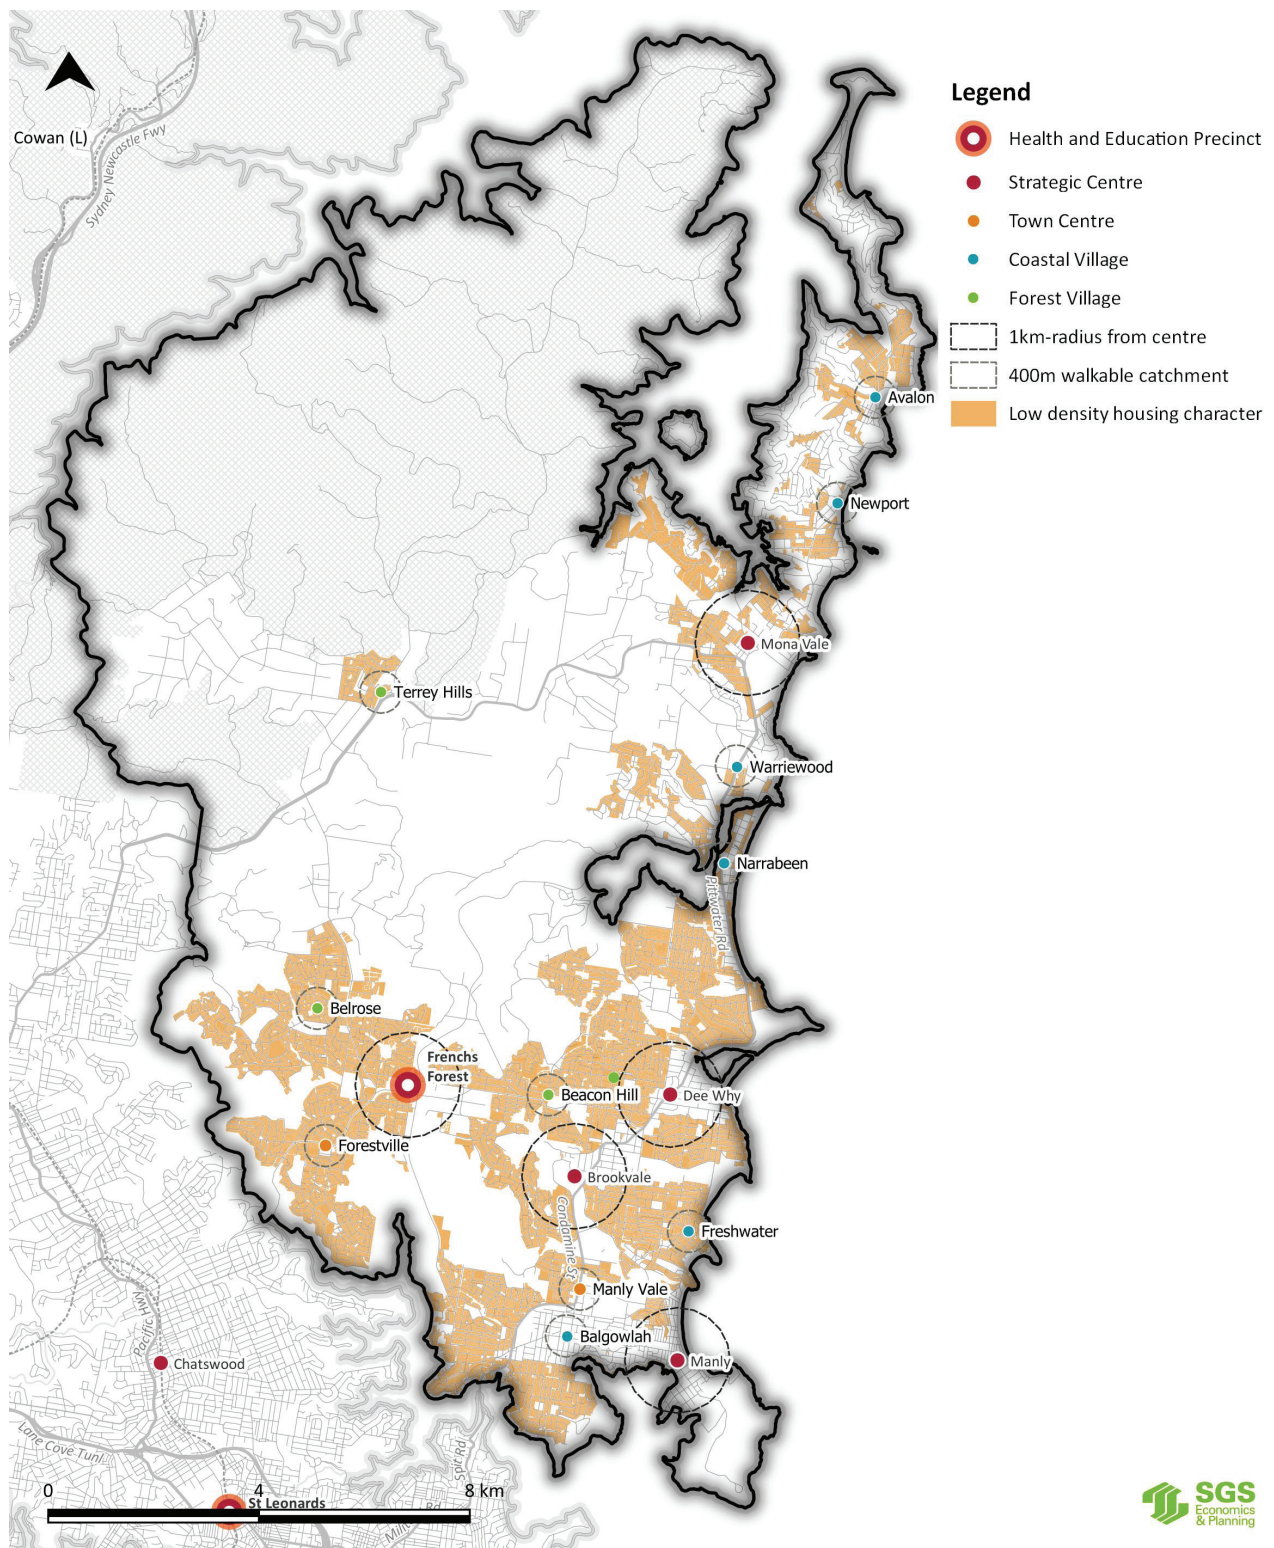 Legend
Health and Education Precinct
Strategic Centre
Town Centre
Coastal Village
Forest Village
1km-radius from centre
400m walkable catchment
Low density housing character
Cowan (L)
Sydney Newcastle Fwy
Avalon
Newport
Mona Vale
Terrey Hills
Warriewood
Narrabeen
Pittwater Rd
Belrose
Frenchs
Forest
Beacon Hill
Dee Why
Forestville
Brookvale
Condamine St
Freshwater
Manly Vale
Balgowlah
Manly
Pacific Hwy
Chatswood
Lane Cove Tunl
Spit Rd
0 4 8 km
St Leonards
Rd
SGS
Economics
& Planning